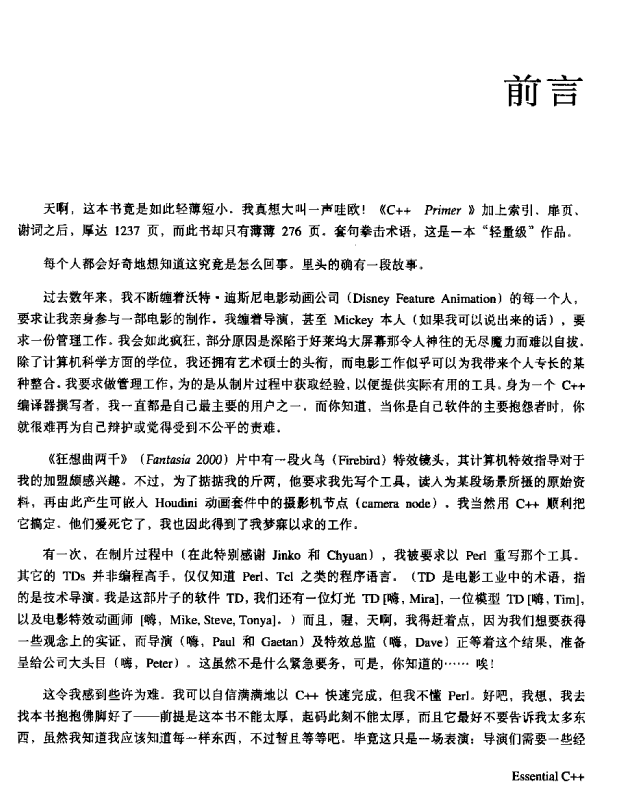 前言
天啊，这本书竟是如此轻薄短小。我真想大叫一声哇欧！《C++ Primer》加上索引、扉页、
谢词之后，厚达 1237 页，而此书却只有薄薄 276 页。套句拳击术语，这是一本“轻量级”作品。
每个人都会好奇地想知道这究竟是怎么回事。里头的确有一段故事。
过去数年来，我不断缠着沃特·迪斯尼电影动画公司（Disney Feature Animation）的每一个人，
要求让我亲身参与一部电影的制作。我缠着导演，甚至 Mickey 本人（如果我可以说出来的话），要
求一份管理工作。我会如此疯狂，部分原因是深陷于好莱坞大屏幕那令人神往的无尽魔力而难以自拔。
除了计算机科学方面的学位，我还拥有艺术硕士的头衔，而电影工作似乎可以为我带来个人专长的某
种整合。我要求做管理工作，为的是从制片过程中获取经验，以便提供实际有用的工具。身为一个 C++
编译器撰写者，我一直都是自己最主要的用户之一。而你知道，当你是自己软件的主要抱怨者时，你
就很难再为自己辩护或觉得受到不公平的责难。
《狂想曲两千》（Fantasia 2000）片中有一段火鸟（Firebird）特效镜头，其计算机特效指导对于
我的加盟颇感兴趣。不过，为了掂掂我的斤两，他要求我先写个工具，读入为某段场景所摄的原始资
料，再由此产生可嵌入 Houdini 动画套件中的摄影机节点（camera node）。我当然用 C++ 顺利把
它搞定。他们爱死它了，我也因此得到了我梦寐以求的工作。
有一次，在制片过程中（在此特别感谢 Jinko 和 Chyuan），我被要求以 Perl 重写那个工具。
其它的 TDs 并非编程高手，仅仅知道 Perl、Tcl 之类的程序语言。（TD 是电影工业中的术语，指
的是技术导演。我是这部片子的软件 TD，我们还有一位灯光 TD [嗨，Mira]，一位模型 TD [嗨，Tim]，
以及电影特效动画师 [嗨，Mike, Steve, Tonya]。）而且，喔，天啊，我得赶着点，因为我们想要获得
一些观念上的实证，而导演（嗨，Paul 和 Gaetan）及特效总监（嗨，Dave）正等着这个结果，准备
呈给公司大头目（嗨，Peter）。这虽然不是什么紧急要务，可是，你知道的…… 唉！
这令我感到些许为难。我可以自信满满地以 C++ 快速完成，但我不懂 Perl。好吧，我想，我去
找本书抱抱佛脚好了——前提是这本书不能太厚，起码此刻不能太厚，而且它最好不要告诉我太多东
西，虽然我知道我应该知道每一样东西，不过暂且等等吧。毕竟这只是一场表演：导演们需要一些经
Essential C++